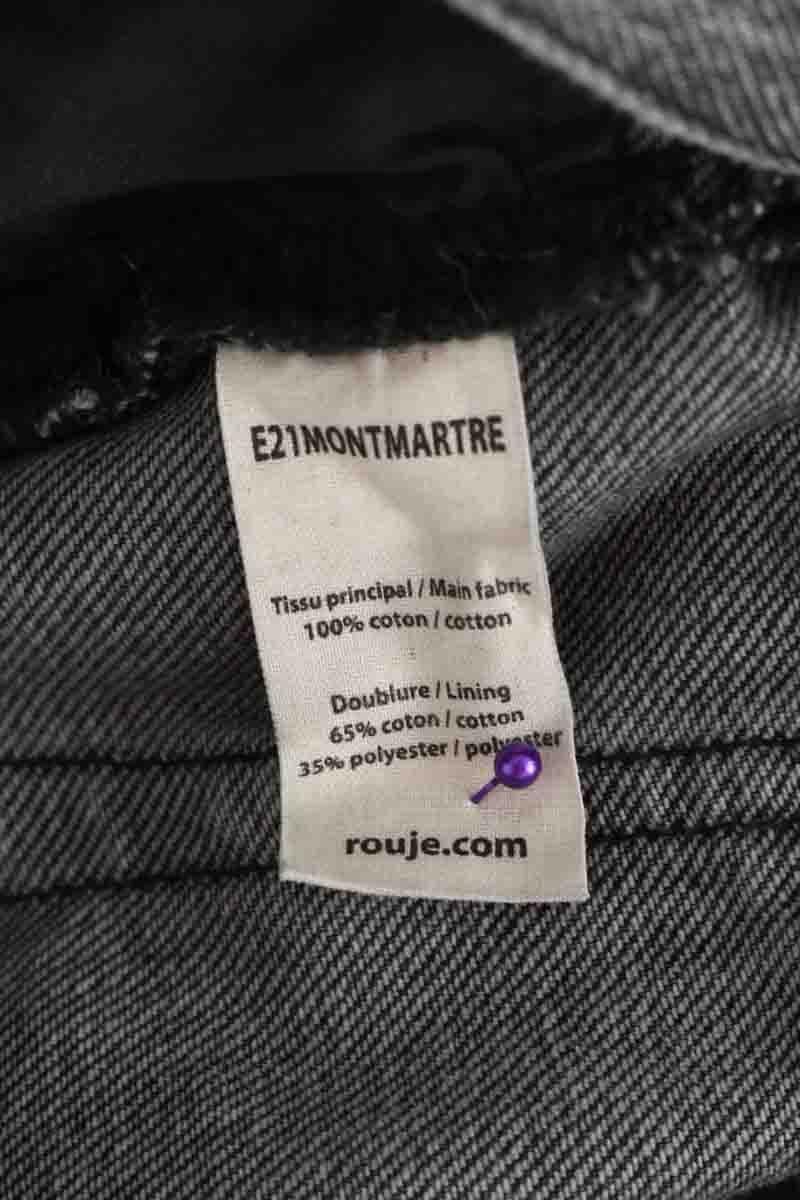 E21MONTMARTRE
Tissu principal / Main fabric
100% coton / cotton
Doublure / Lining
65% coton / cotton
35% polyester / polyester
rouje.com